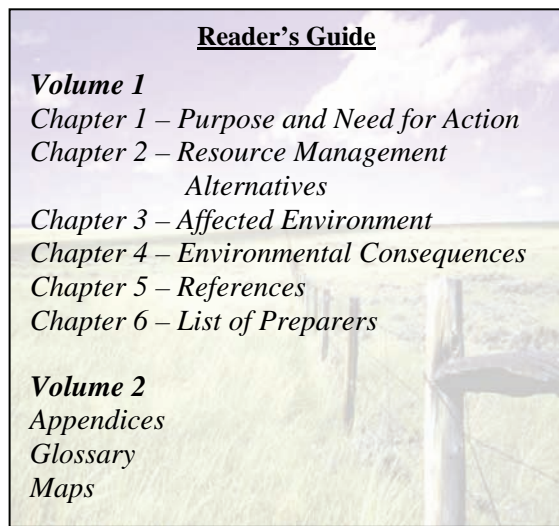 Reader’s Guide
Volume 1
Chapter 1 – Purpose and Need for Action
Chapter 2 – Resource Management
Alternatives
Chapter 3 – Affected Environment
Chapter 4 – Environmental Consequences
Chapter 5 – References
Chapter 6 – List of Preparers
Volume 2
Appendices
Glossary
Maps